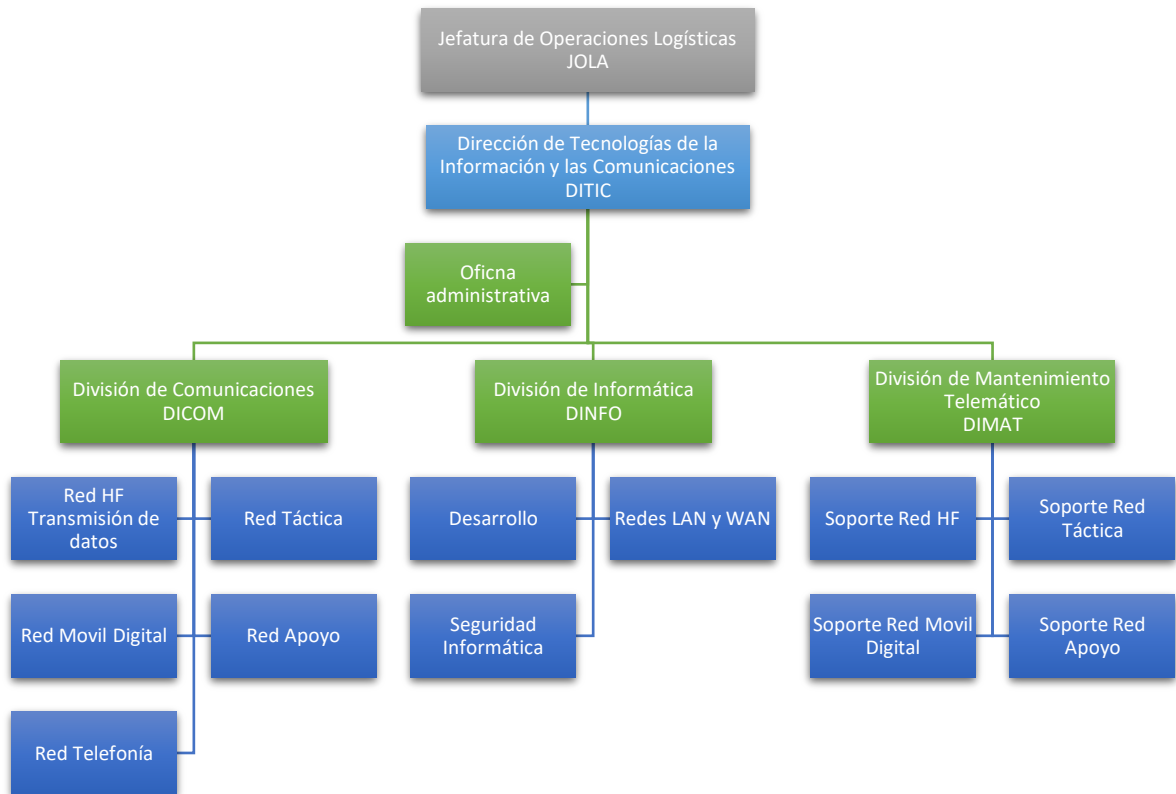 Jefatura de Operaciones Logísticas
JOLA
Dirección de Tecnologías de la
Información y las Comunicaciones
DITIC
Oficna
administrativa
División de Comunicaciones
DICOM
División de Informática
DINFO
División de Mantenimiento
Telemático
DIMAT
Red HF
Transmisión de
datos
Red Táctica
Desarrollo
Redes LAN y WAN
Soporte Red HF
Soporte Red
Táctica
Red Movil Digital
Red Apoyo
Seguridad
Informática
Soporte Red Movil
Digital
Soporte Red
Apoyo
Red Telefonía